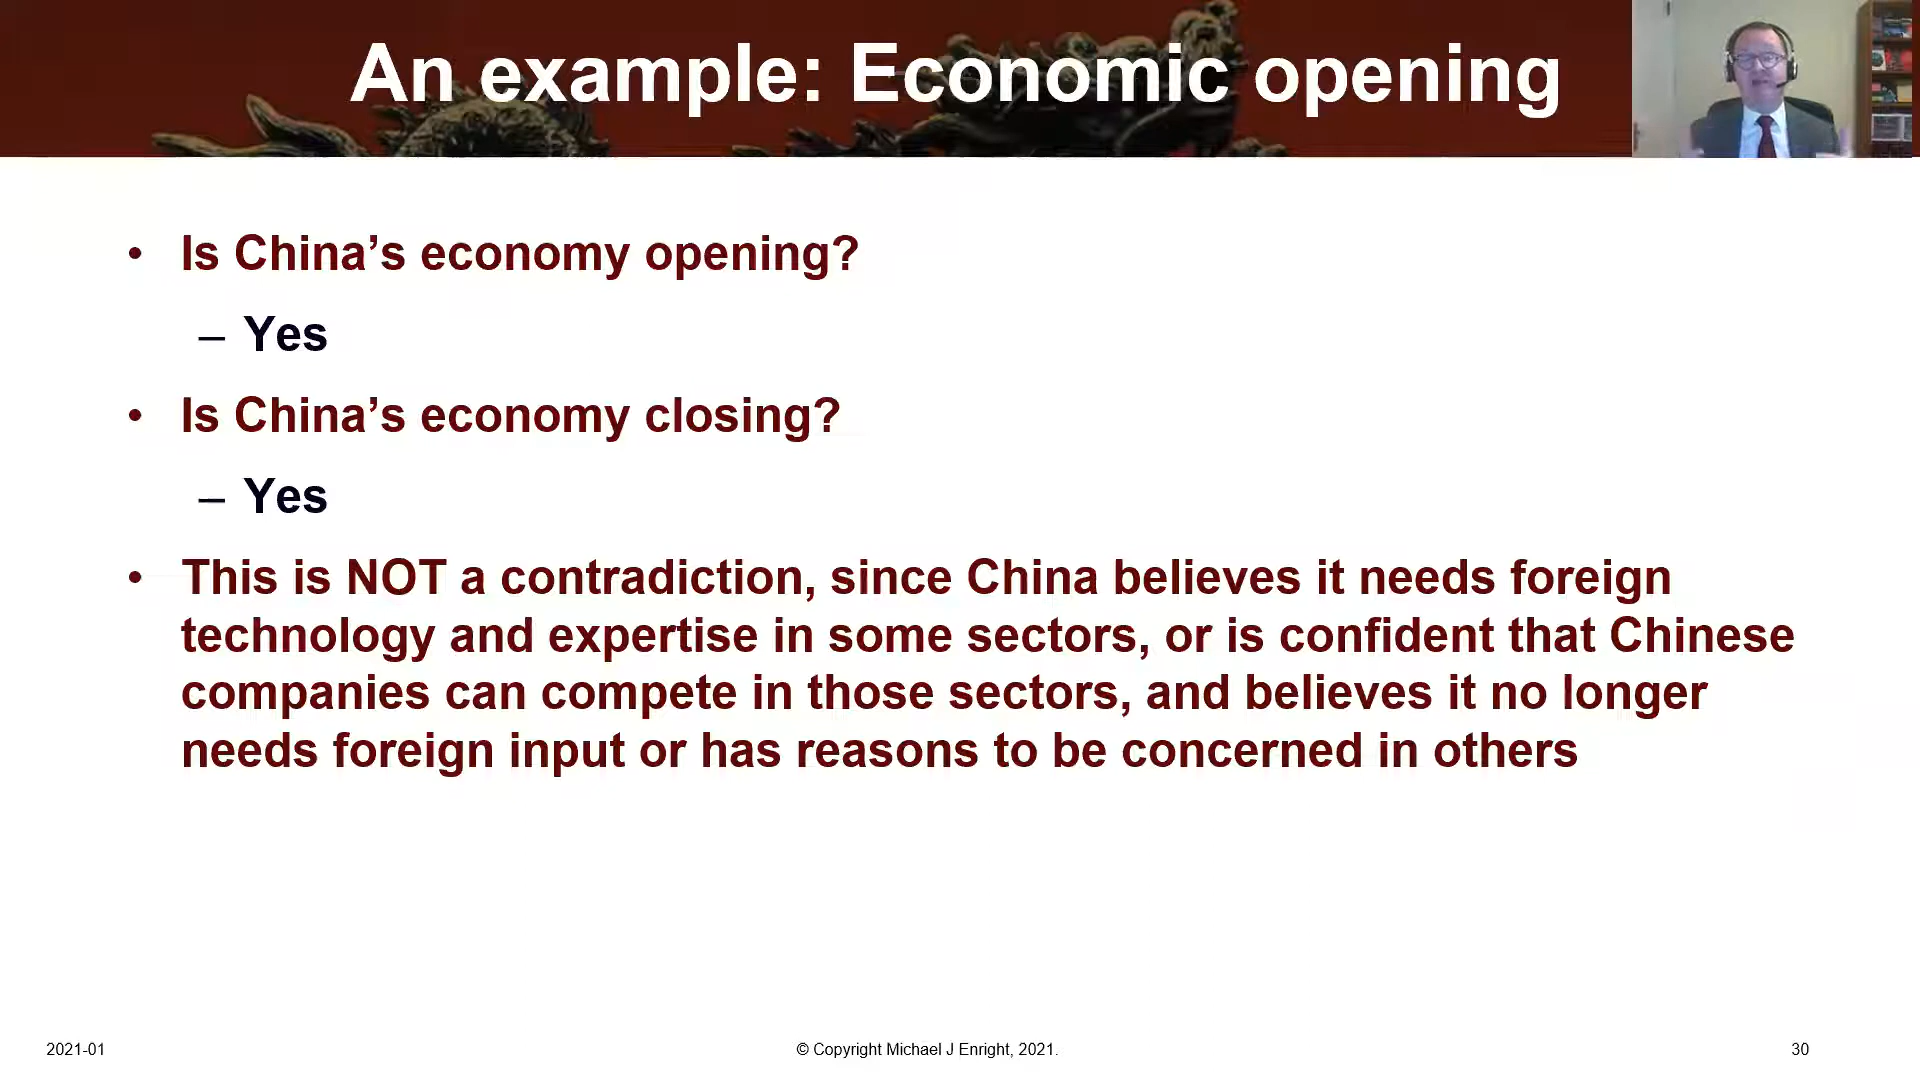 An example: Economic opening
• Is China’s economy opening?
– Yes
• Is China’s economy closing?
– Yes
• This is NOT a contradiction, since China believes it needs foreign
technology and expertise in some sectors, or is confident that Chinese
companies can compete in those sectors, and believes it no longer
needs foreign input or has reasons to be concerned in others
2021-01
© Copyright Michael J Enright, 2021.
30